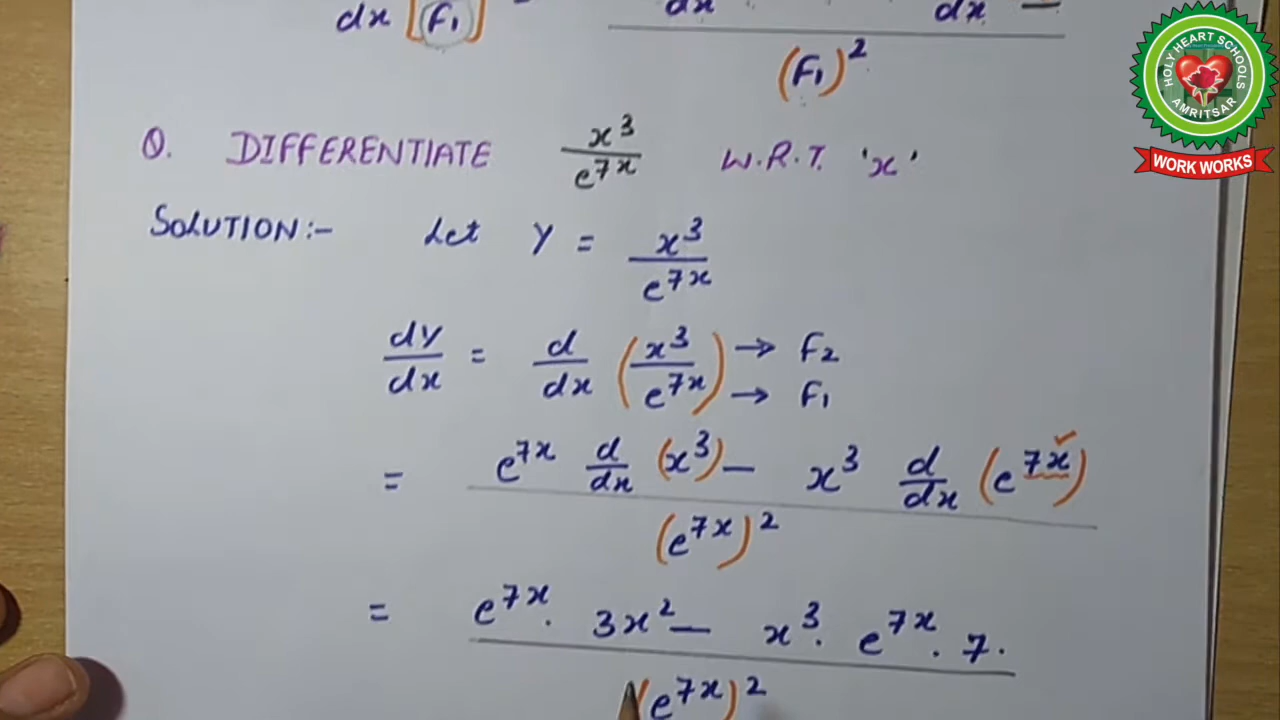 dx [F₁] (F₁)² dx dx
Q. DIFFERENTIATE x³/e^7x W.R.T. 'x'
SOLUTION:- Let Y = x³/e^7x
dY/dx = d/dx (x³/e^7x) → F₂ → F₁
= (e^7x d/dx (x³) – x³ d/dx (e^7x)) / (e^7x)²
= (e^7x . 3x² – x³ . e^7x . 7 .) / (e^7x)²
HOLY HEART SCHOOLS
AMRITSAR
WORK WORKS